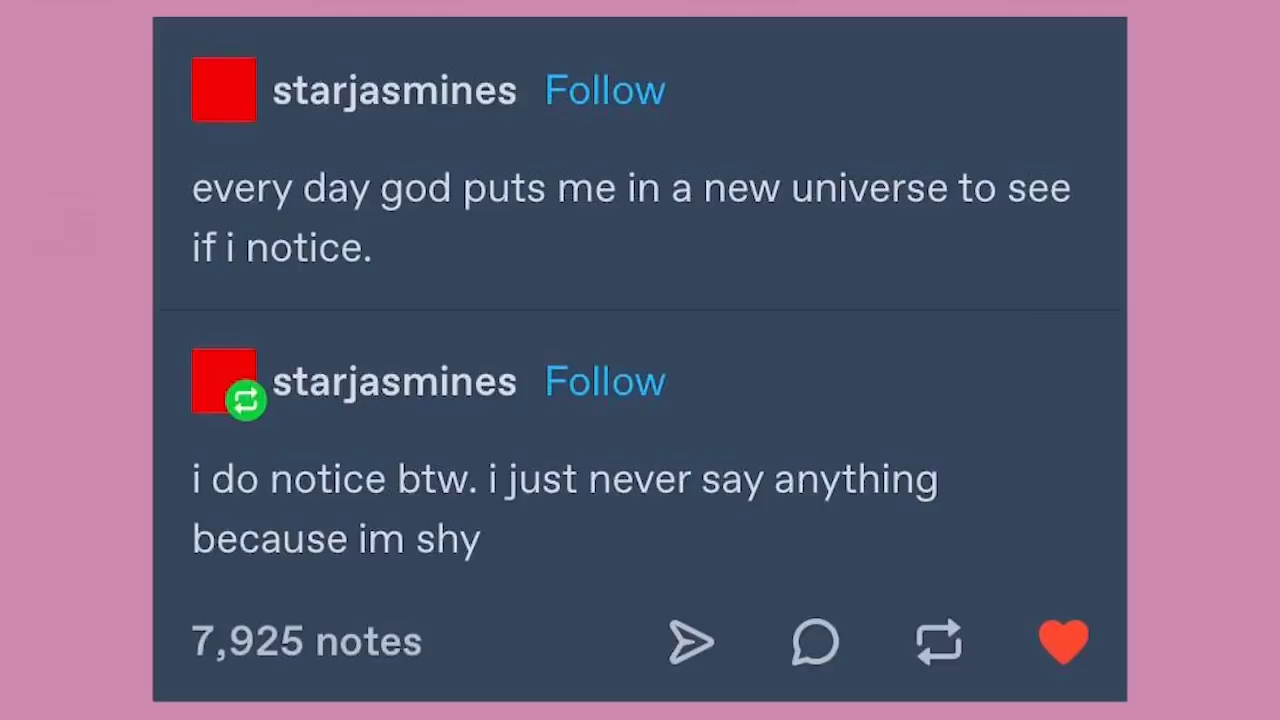 starjasmines Follow
every day god puts me in a new universe to see
if i notice.
starjasmines Follow
i do notice btw. i just never say anything
because im shy
7,925 notes